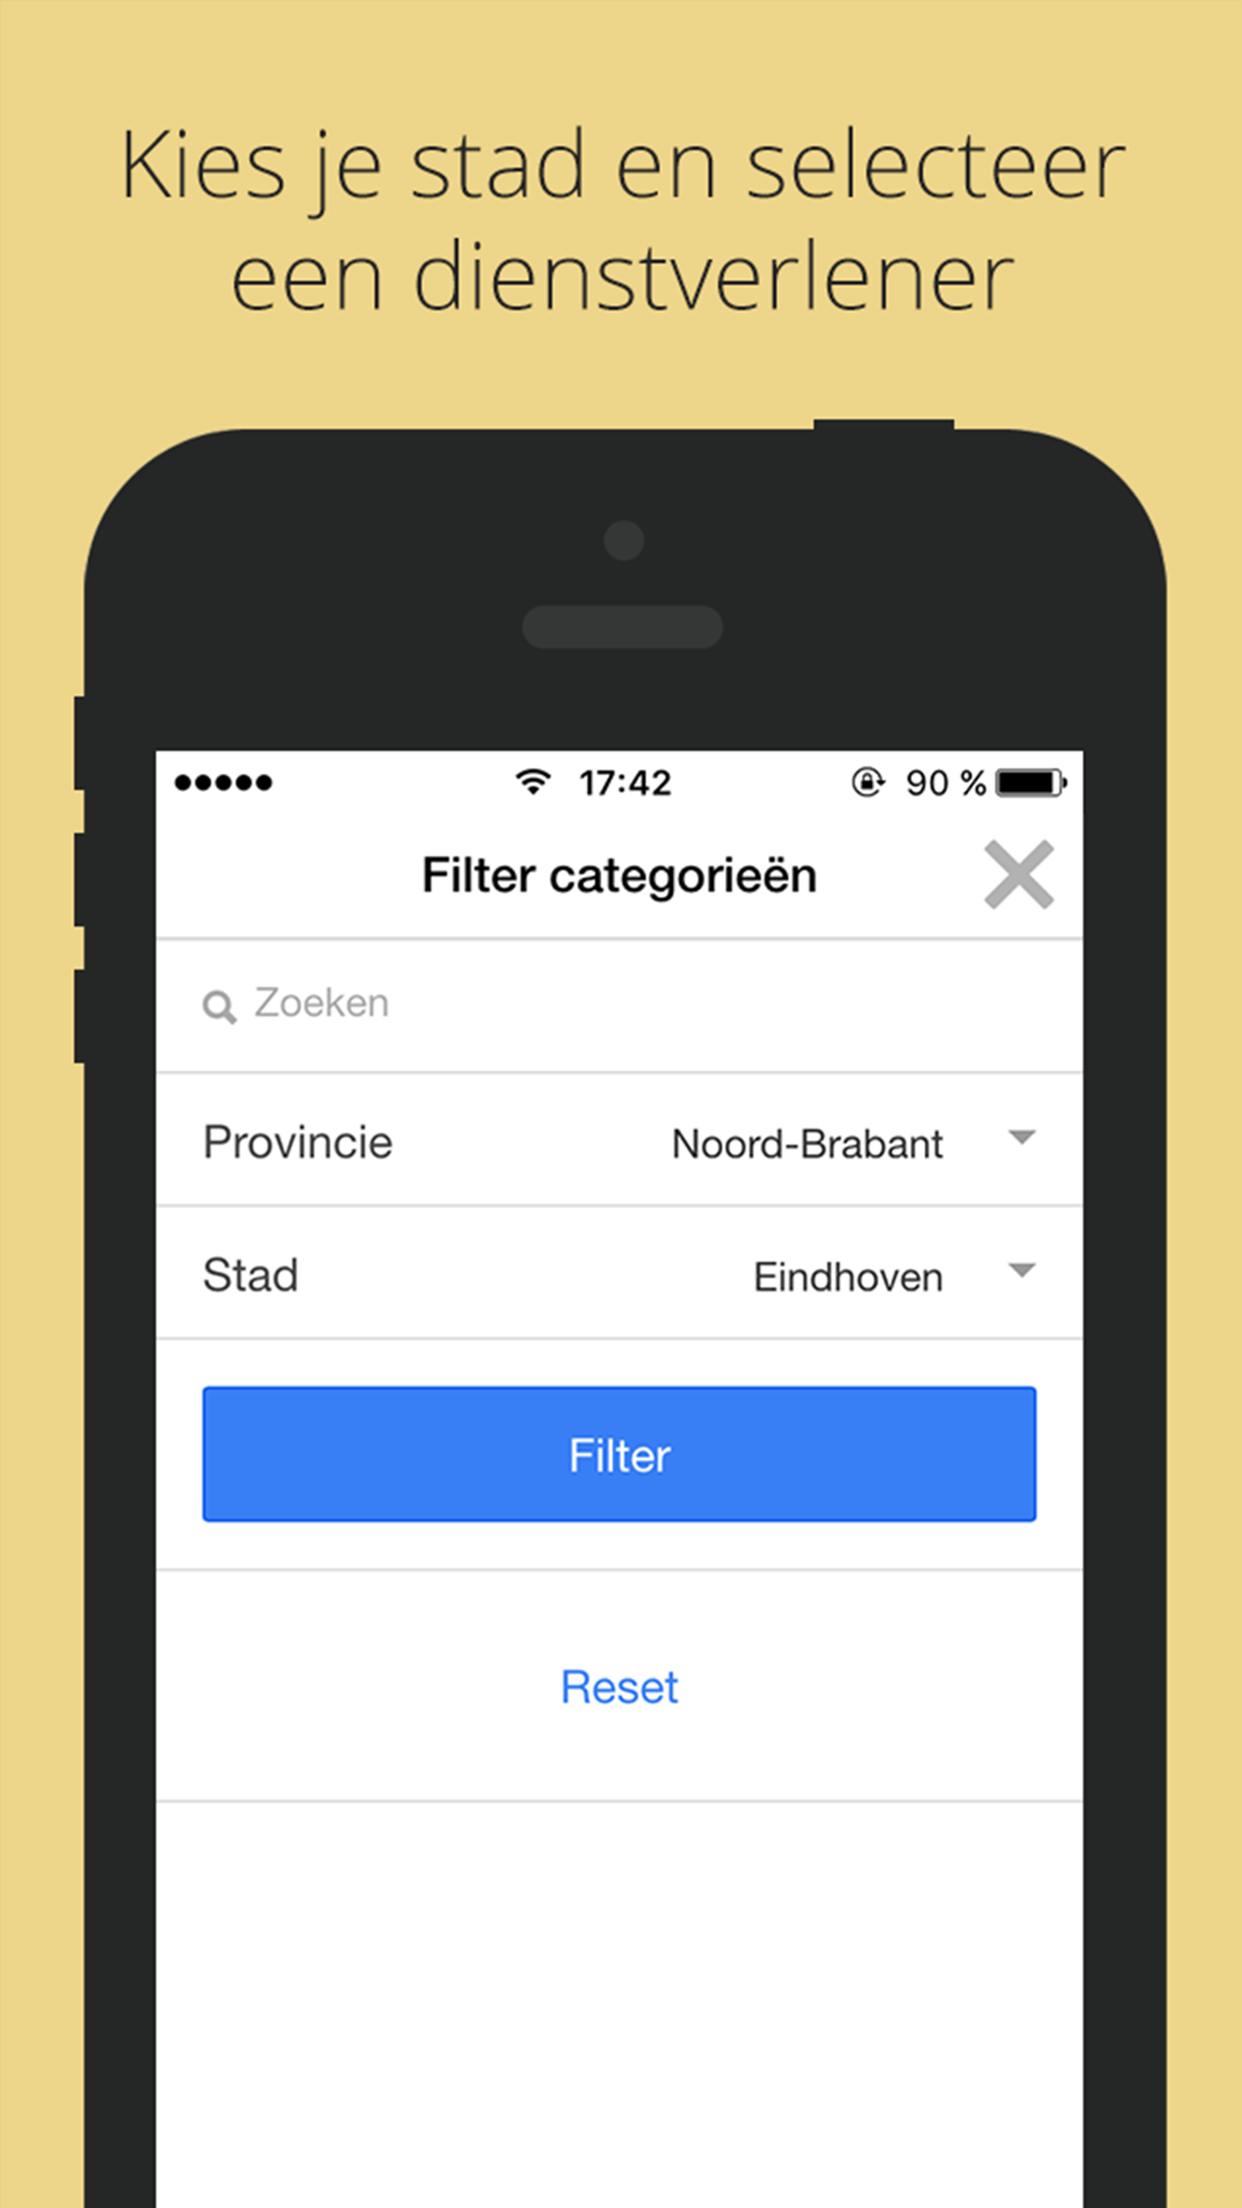 Kies je stad en selecteer
een dienstverlener
17:42
90 %
Filter categorieën
Zoeken
Provincie Noord-Brabant
Stad Eindhoven
Filter
Reset